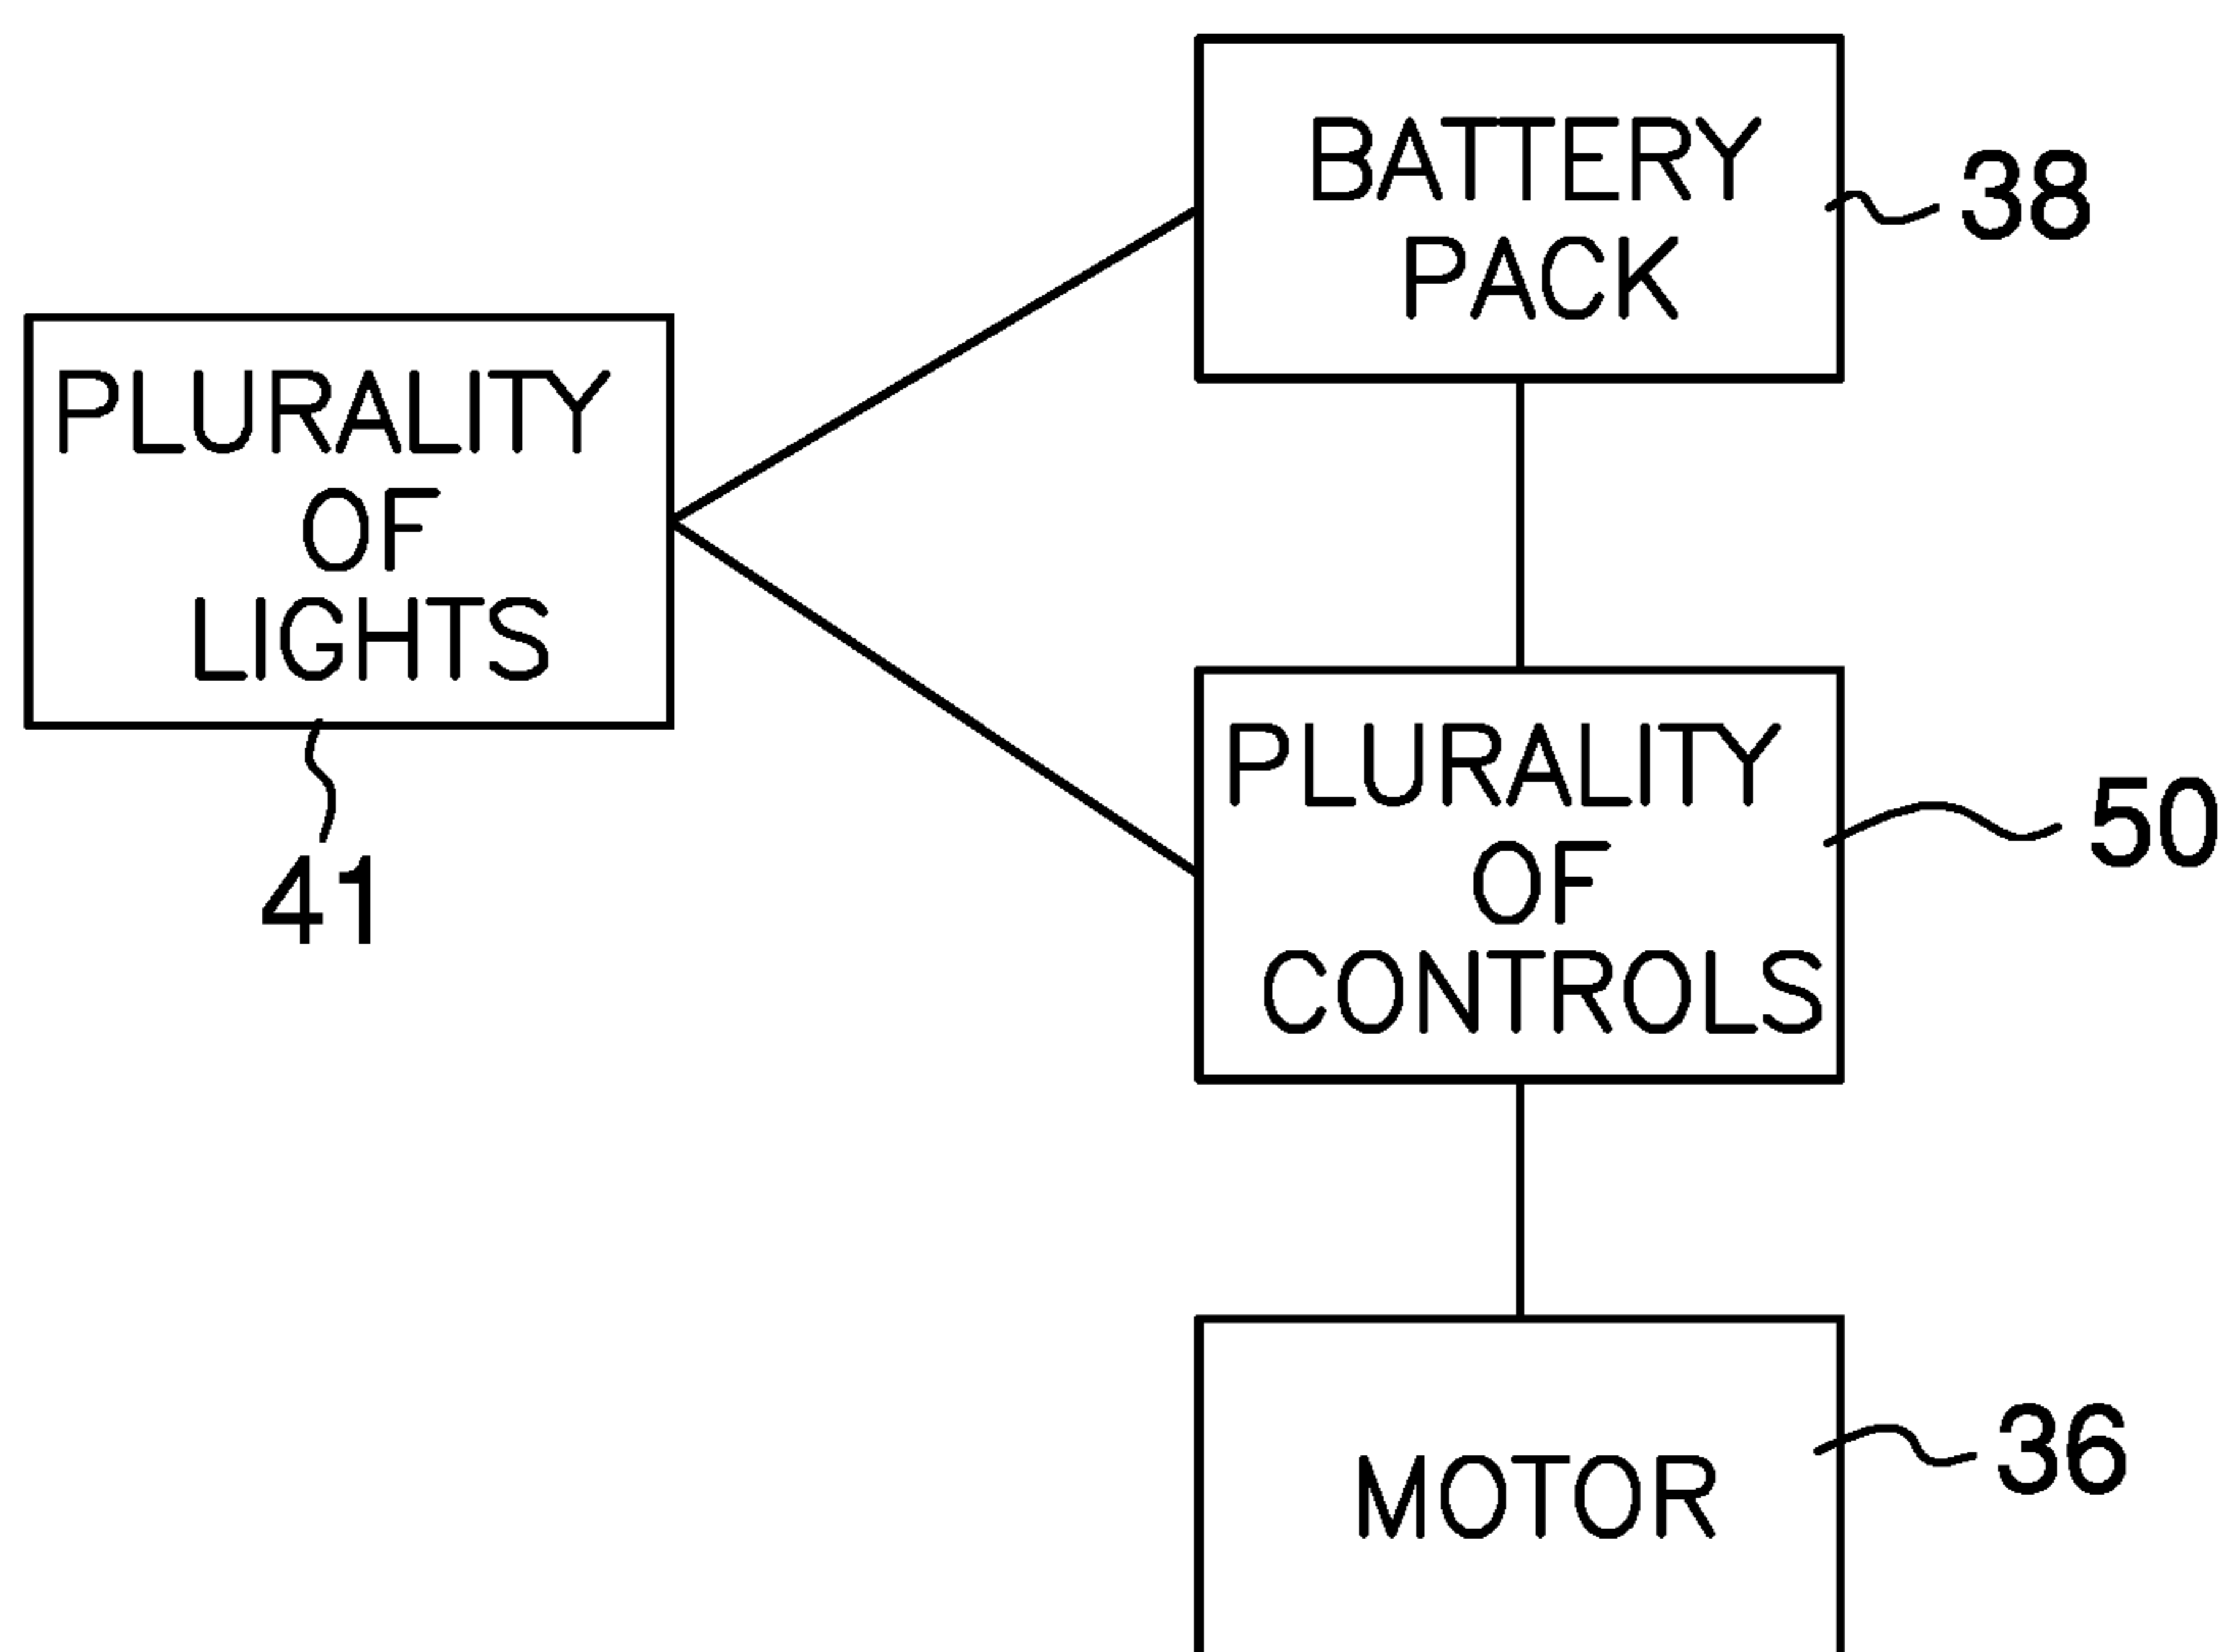 BATTERY
PACK
38
PLURALITY
OF
LIGHTS
41
PLURALITY
OF
CONTROLS
50
MOTOR
36